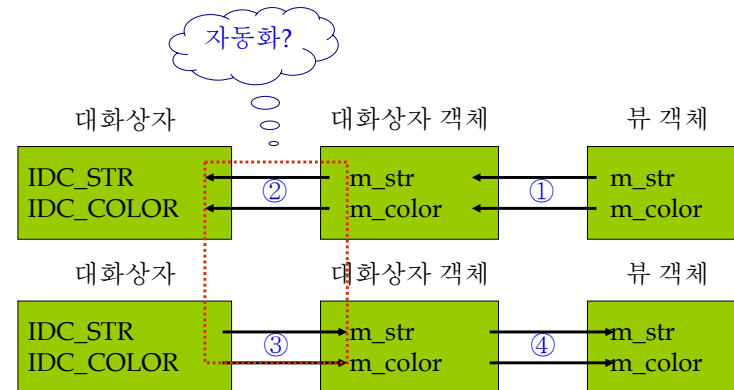 자동화?
대화상자
대화상자 객체
뷰 객체
IDC_STR
IDC_COLOR
②
m_str
m_color
①
m_str
m_color
대화상자
대화상자 객체
뷰 객체
IDC_STR
IDC_COLOR
③
m_str
m_color
④
m_str
m_color